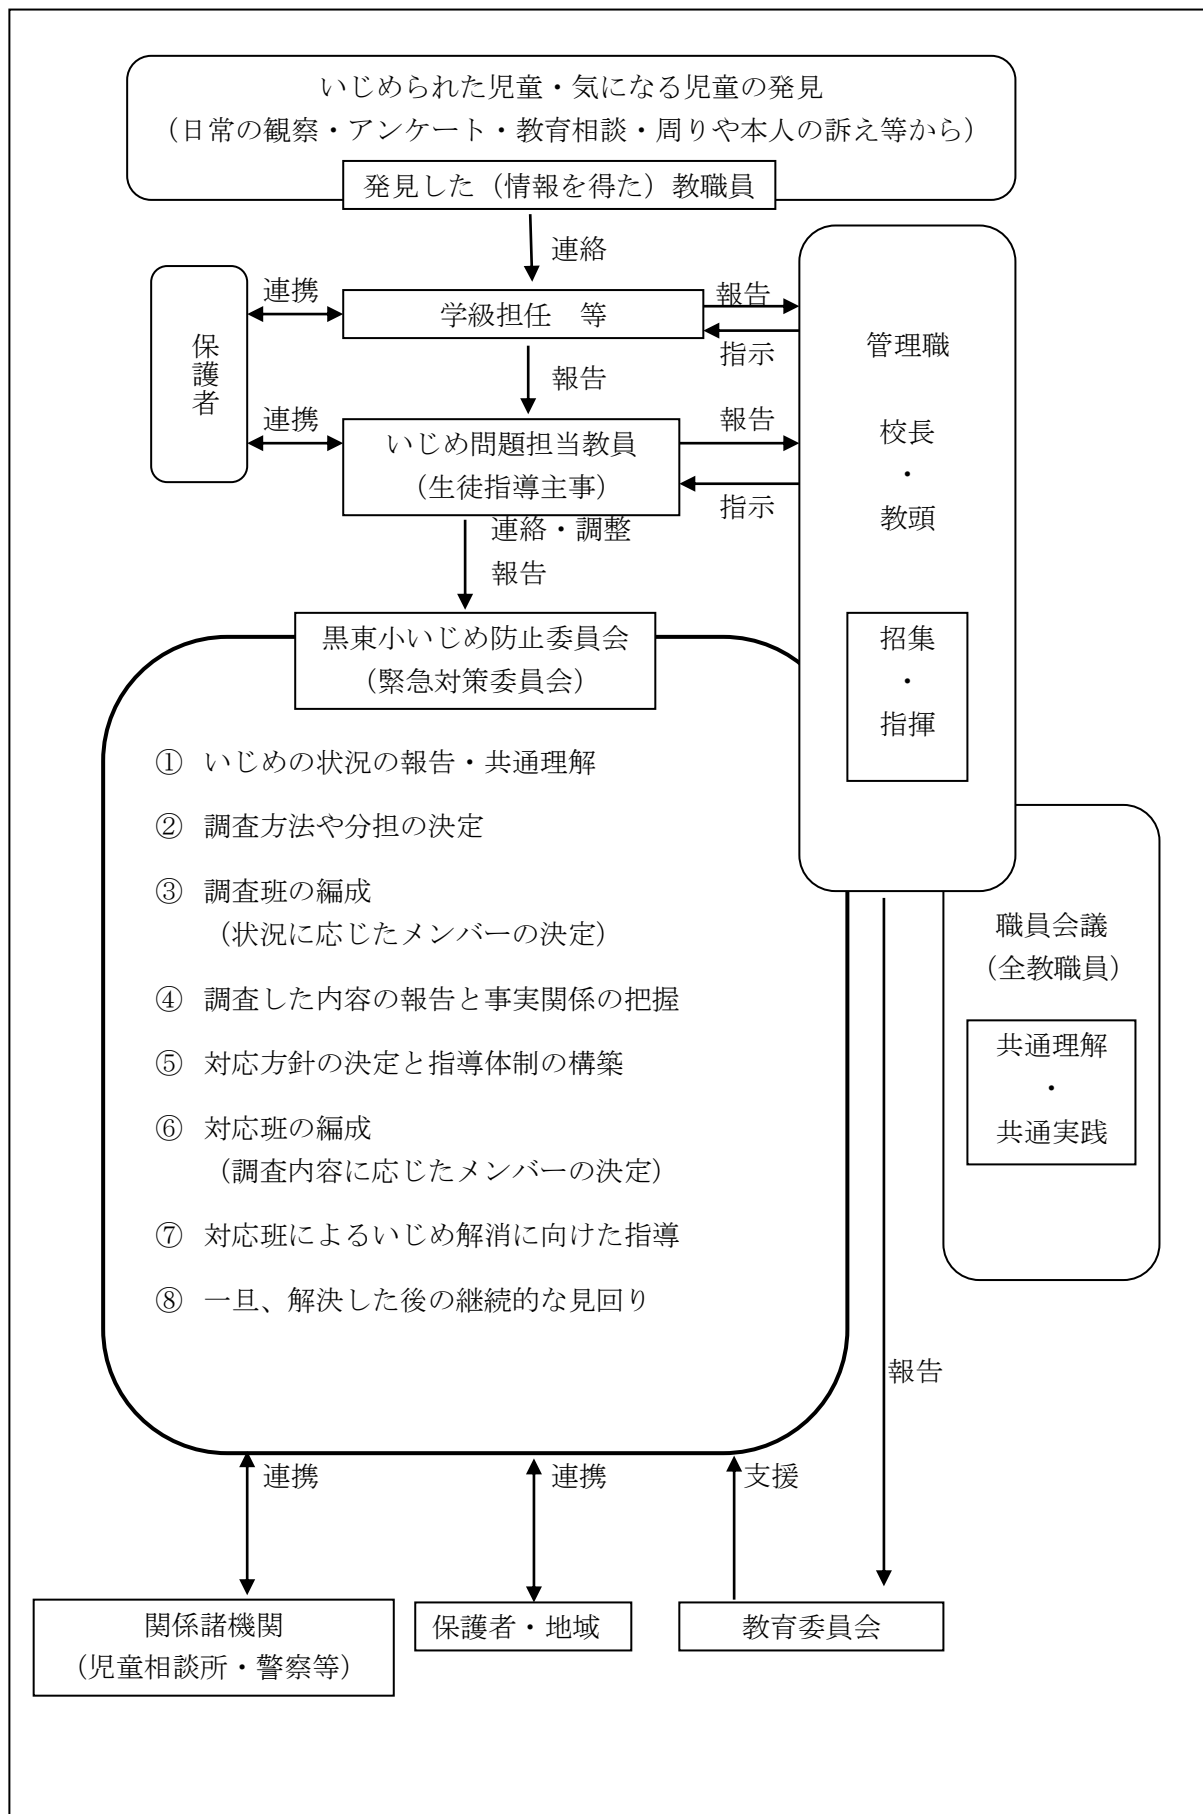 いじめられた児童・気になる児童の発見
（日常の観察・アンケート・教育相談・周りや本人の訴え等から）
発見した（情報を得た）教職員
連絡
保護者
連携
学級担任　等
報告
指示
報告
連携
いじめ問題担当教員
（生徒指導主事）
報告
指示
管理職
校長
・
教頭
招集
・
指揮
連絡・調整
報告
黒東小いじめ防止委員会
（緊急対策委員会）
① いじめの状況の報告・共通理解
② 調査方法や分担の決定
③ 調査班の編成
（状況に応じたメンバーの決定）
④ 調査した内容の報告と事実関係の把握
⑤ 対応方針の決定と指導体制の構築
⑥ 対応班の編成
（調査内容に応じたメンバーの決定）
⑦ 対応班によるいじめ解消に向けた指導
⑧ 一旦、解決した後の継続的な見回り
職員会議
（全教職員）
共通理解
・
共通実践
報告
連携
連携
支援
関係諸機関
（児童相談所・警察等）
保護者・地域
教育委員会